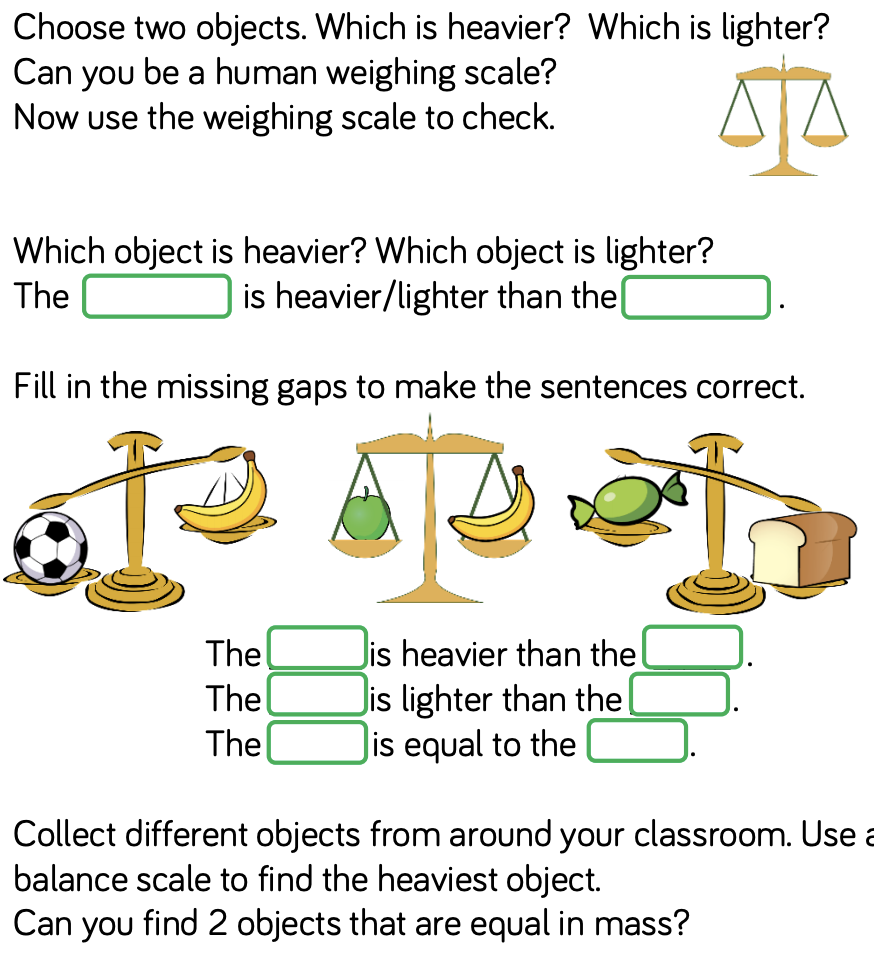 Choose two objects. Which is heavier?  Which is lighter?
Can you be a human weighing scale?
Now use the weighing scale to check.
Which object is heavier? Which object is lighter?
The is heavier/lighter than the .
Fill in the missing gaps to make the sentences correct.
The is heavier than the .
The is lighter than the .
The is equal to the .
Collect different objects from around your classroom. Use a
balance scale to find the heaviest object.
Can you find 2 objects that are equal in mass?